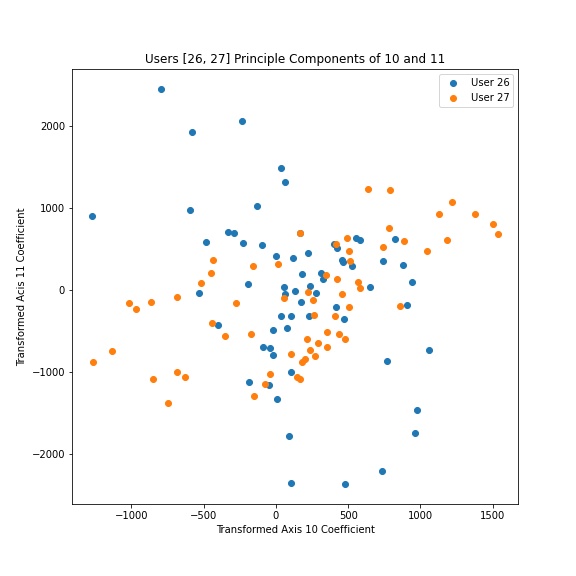 Users [26, 27] Principle Components of 10 and 11
User 26
User 27
Transformed Acis 11 Coefficient
2000
1000
0
−1000
−2000
−1000
−500
0
500
1000
1500
Transformed Axis 10 Coefficient